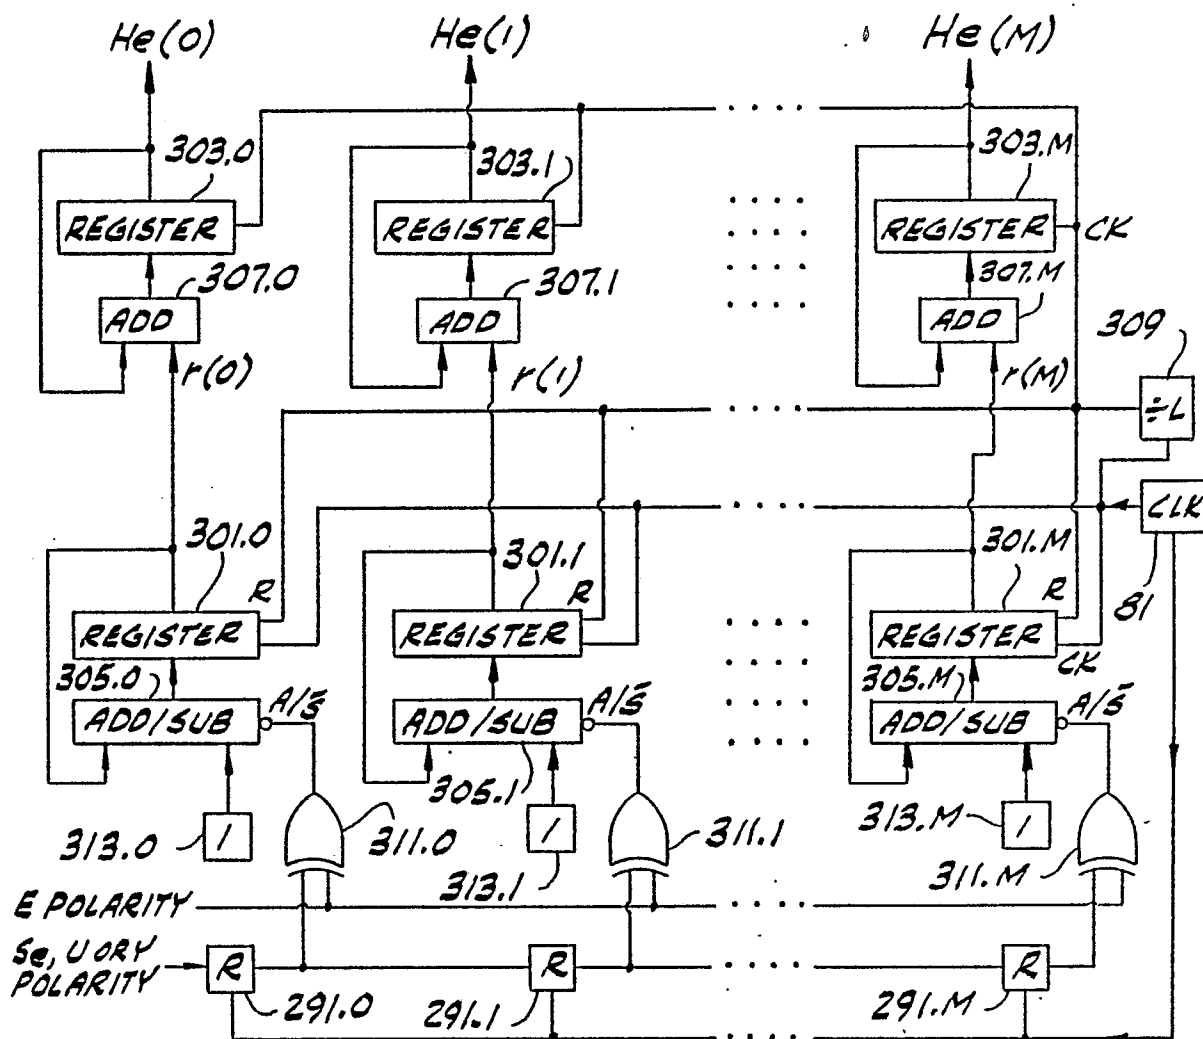 He(0) He(1) He(M)
303.0 303.1 303.M
REGISTER REGISTER REGISTER CK
307.0 307.1 307.M
ADD ADD ADD 309
r(0) r(1) r(M)
÷L
CLK
301.0 301.1 301.M
R R R 81
REGISTER REGISTER REGISTER
CK
305.0 A/S̄ A/S̄ 305.M A/S̄
ADD/SUB ADD/SUB ADD/SUB
305.1
1 1 1
313.0 311.0 313.1 311.1 313.M 311.M
E POLARITY
Se, U OR Y
POLARITY
R R R
291.0 291.1 291.M